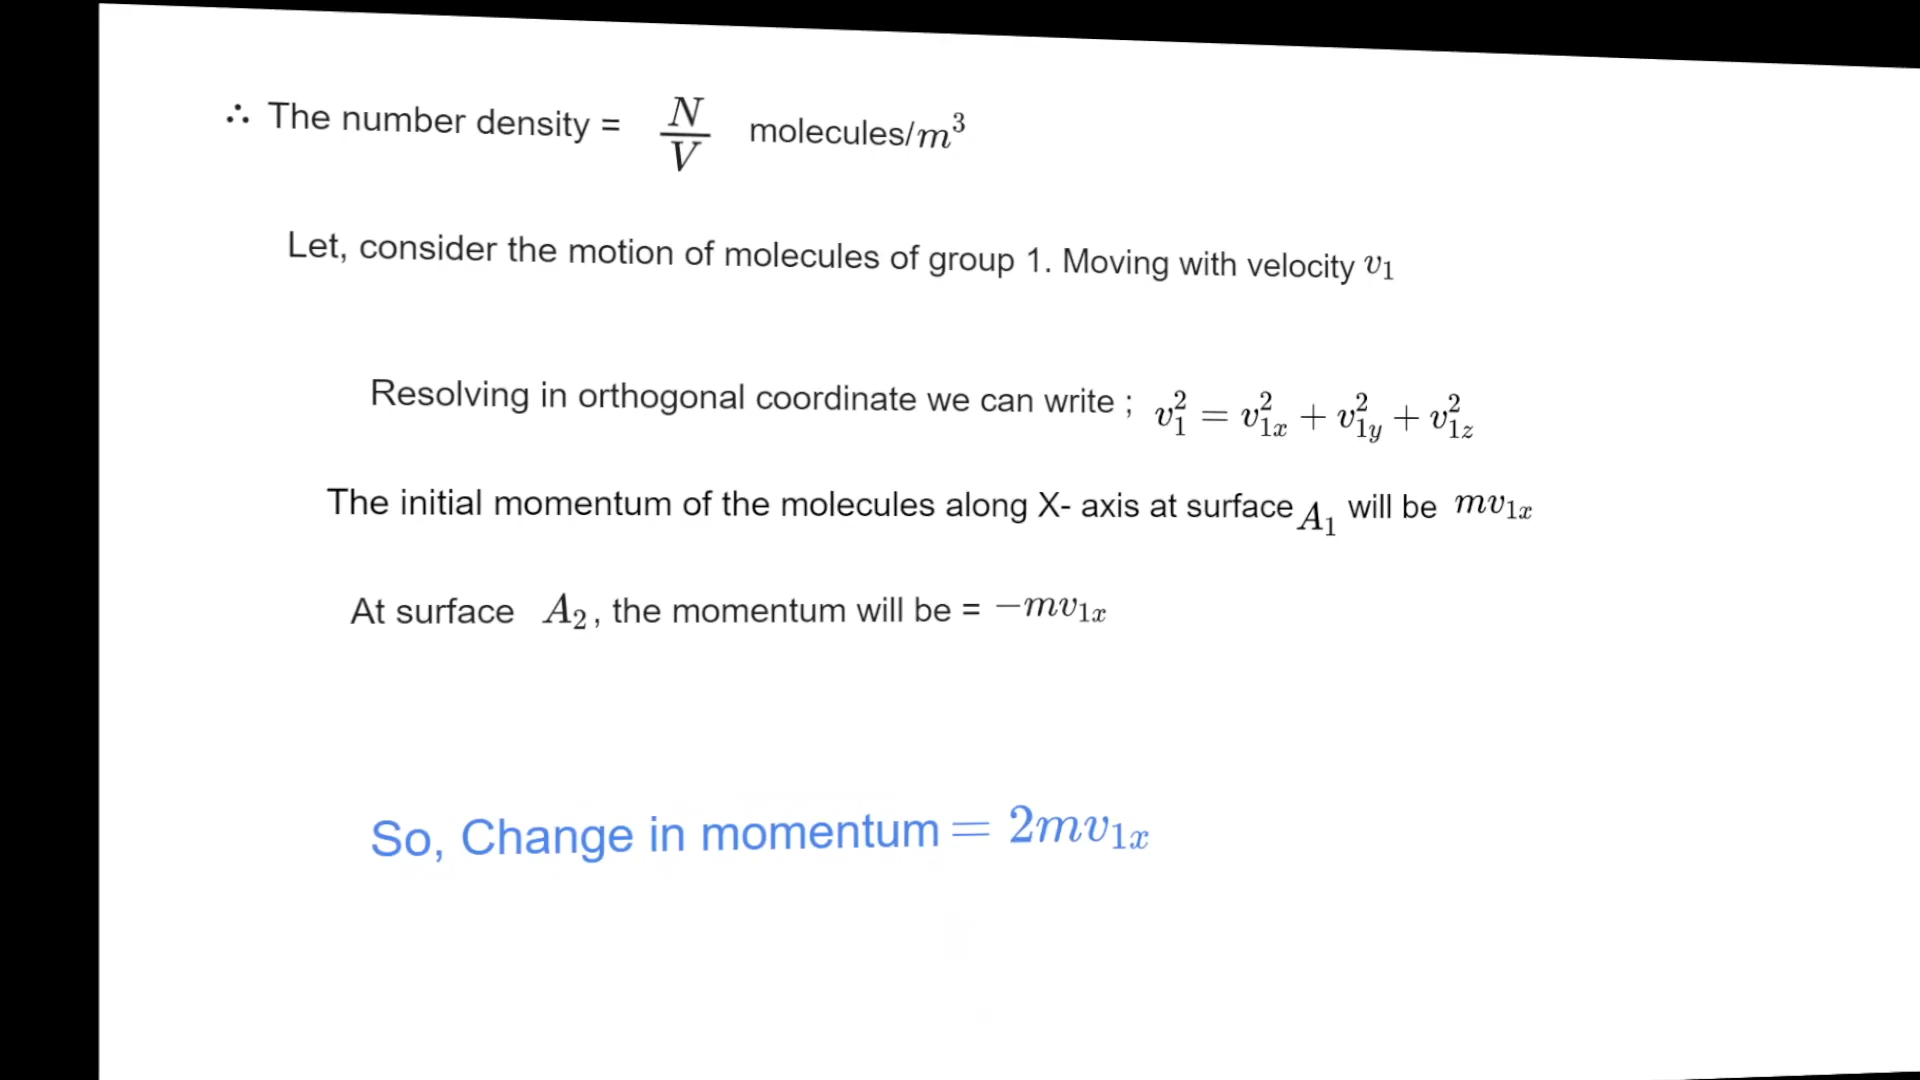 ∴ The number density = N/V molecules/m³
Let, consider the motion of molecules of group 1. Moving with velocity v₁
Resolving in orthogonal coordinate we can write ; v₁² = v₁ₓ² + v₁y² + v₁z²
The initial momentum of the molecules along X- axis at surface A₁ will be mv₁ₓ
At surface A₂, the momentum will be = −mv₁ₓ
So, Change in momentum = 2mv₁ₓ